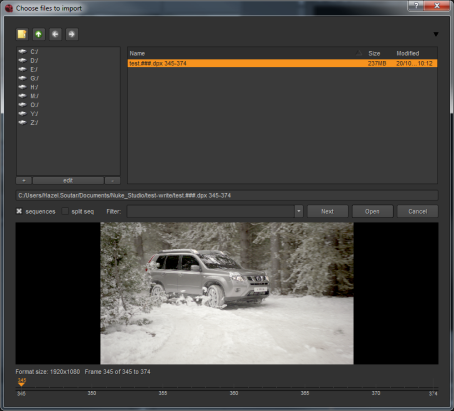 Choose files to import
C:/
D:/
E:/
G:/
H:/
M:/
O:/
Y:/
Z:/
+ edit -
Name Size Modified
test.###.dpx 345-374 237MB 20/10... 10:12
C:/Users/Hazel.Soutar/Documents/Nuke_Studio/test-write/test.###.dpx 345-374
sequences split seq Filter: Next Open Cancel
Format size: 1920x1080 Frame 345 of 345 to 374
345
345 350 355 360 365 370 374